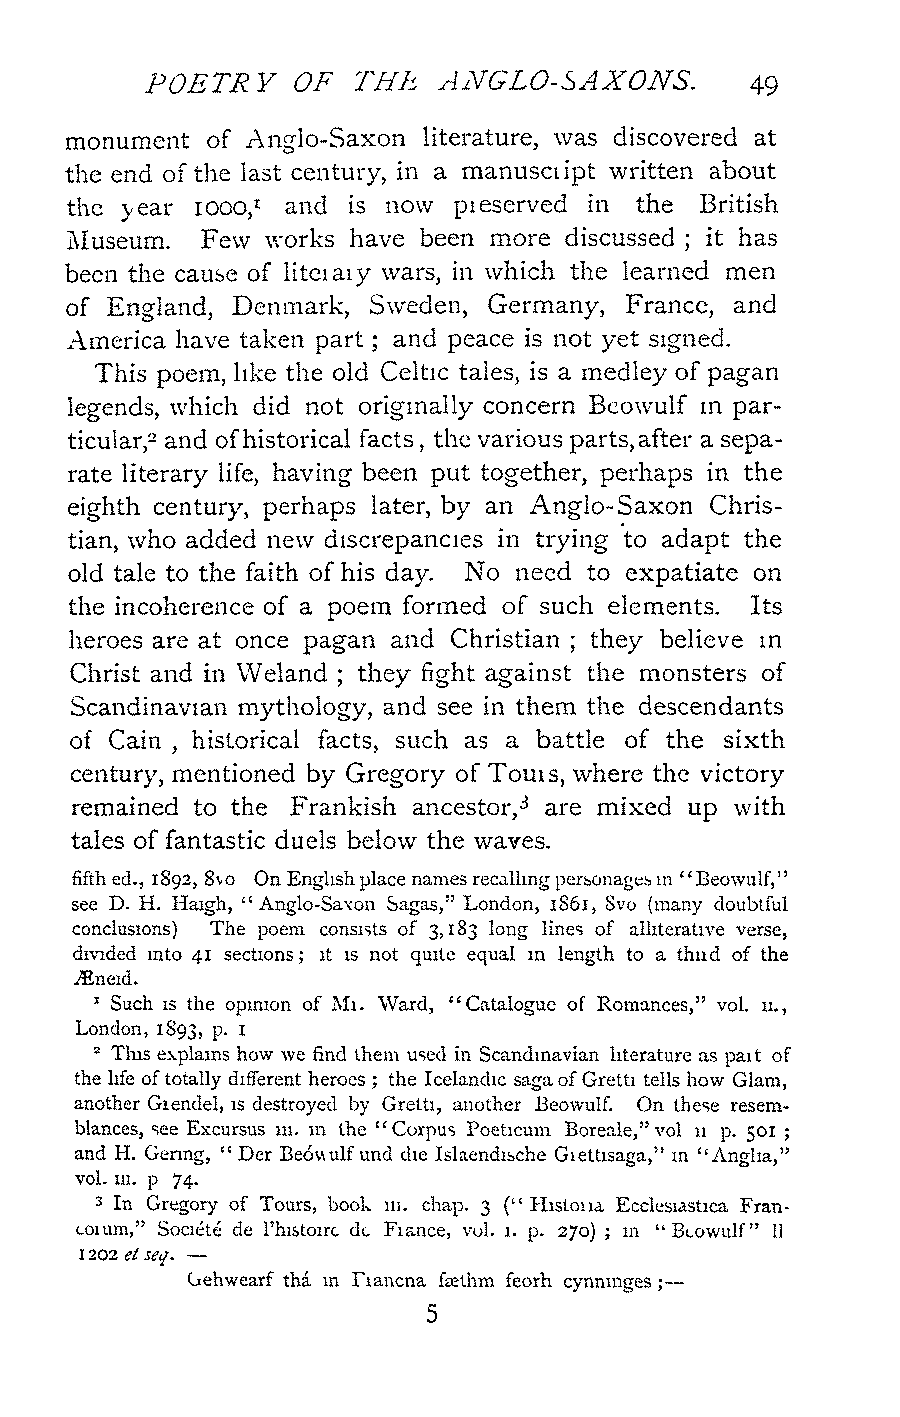 POETRY OF THE ANGLO-SAXONS. 49
monument of Anglo-Saxon literature, was discovered at
the end of the last century, in a manuscript written about
the year 1000,¹ and is now preserved in the British
Museum. Few works have been more discussed ; it has
been the cause of literary wars, in which the learned men
of England, Denmark, Sweden, Germany, France, and
America have taken part ; and peace is not yet signed.
This poem, like the old Celtic tales, is a medley of pagan
legends, which did not originally concern Beowulf in par-
ticular,² and of historical facts, the various parts, after a sepa-
rate literary life, having been put together, perhaps in the
eighth century, perhaps later, by an Anglo-Saxon Chris-
tian, who added new discrepancies in trying to adapt the
old tale to the faith of his day. No need to expatiate on
the incoherence of a poem formed of such elements. Its
heroes are at once pagan and Christian ; they believe in
Christ and in Weland ; they fight against the monsters of
Scandinavian mythology, and see in them the descendants
of Cain , historical facts, such as a battle of the sixth
century, mentioned by Gregory of Tours, where the victory
remained to the Frankish ancestor,³ are mixed up with
tales of fantastic duels below the waves.
fifth ed., 1892, 8vo On English place names recalling personages in "Beowulf,"
see D. H. Haigh, "Anglo-Saxon Sagas," London, 1861, 8vo (many doubtful
conclusions) The poem consists of 3,183 long lines of alliterative verse,
divided into 41 sections; it is not quite equal in length to a third of the
Æneid.
¹ Such is the opinion of Mr. Ward, "Catalogue of Romances," vol. ii.,
London, 1893, p. 1
² This explains how we find them used in Scandinavian literature as part of
the life of totally different heroes ; the Icelandic saga of Gretti tells how Glam,
another Grendel, is destroyed by Gretti, another Beowulf. On these resem-
blances, see Excursus iii. in the "Corpus Poeticum Boreale," vol ii p. 501 ;
and H. Gering, "Der Beówulf und die Islaendische Grettisaga," in "Anglia,"
vol. iii. p 74.
³ In Gregory of Tours, book iii. chap. 3 ("Historia Ecclesiastica Fran-
corum," Société de l'histoire de France, vol. i. p. 270) ; in "Beowulf" ll
1202 et seq. —
Gehwearf thá in Francna fæthm feorh cynninges ;—
5